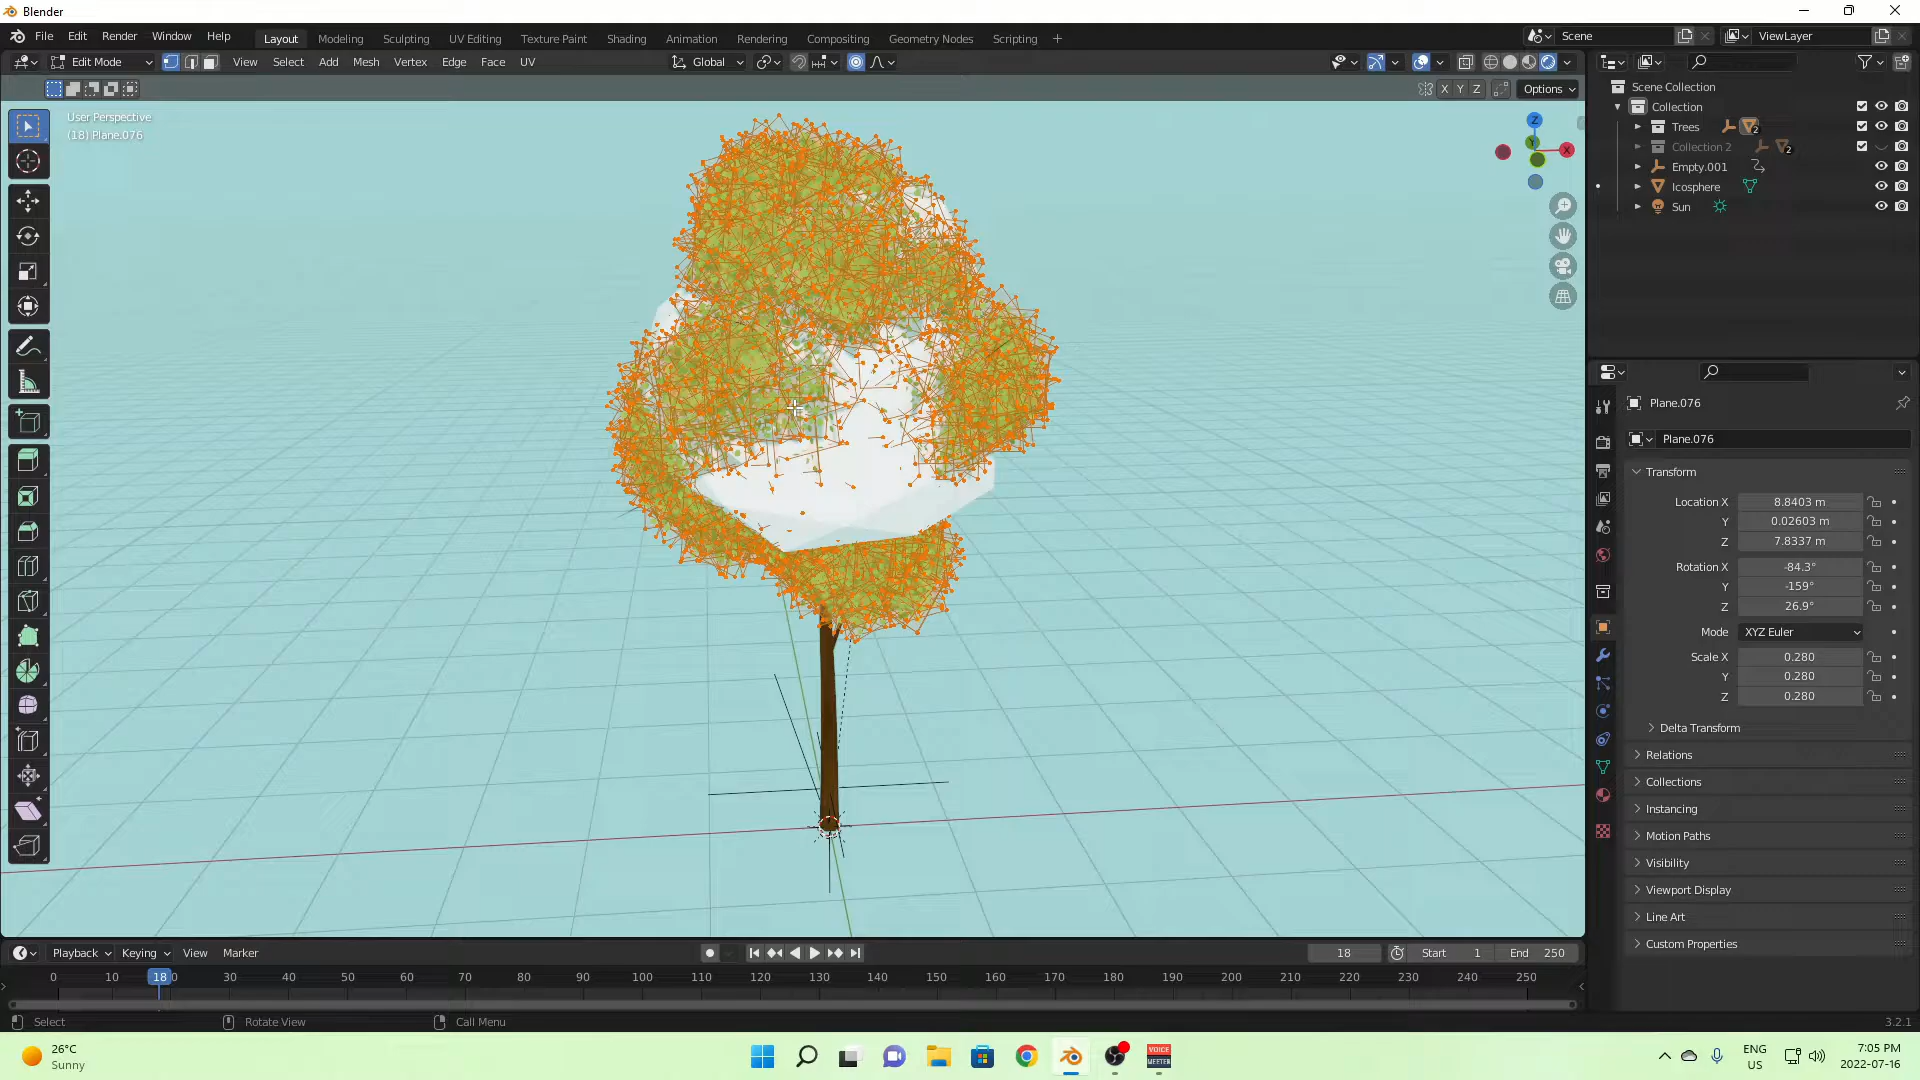 Blender
File Edit Render Window Help Layout Modeling Sculpting UV Editing Texture Paint Shading Animation Rendering Compositing Geometry Nodes Scripting + Scene ViewLayer
Edit Mode View Select Add Mesh Vertex Edge Face UV Global
X Y Z Options
User Perspective
(18) Plane.076
Z
Y
X
Scene Collection
Collection
Trees 2
Collection 2 2
Empty.001
Icosphere
Sun
Plane.076
Plane.076
Transform
Location X 8.8403 m
Y 0.02603 m
Z 7.8337 m
Rotation X -84.3°
Y -159°
Z 26.9°
Mode XYZ Euler
Scale X 0.280
Y 0.280
Z 0.280
Delta Transform
Relations
Collections
Instancing
Motion Paths
Visibility
Viewport Display
Line Art
Custom Properties
Playback Keying View Marker 18 Start 1 End 250
0 10 18 30 40 50 60 70 80 90 100 110 120 130 140 150 160 170 180 190 200 210 220 230 240 250
Select Rotate View Call Menu 3.2.1
26°C
Sunny
VOICE
MEETER
ENG
US
7:05 PM
2022-07-16